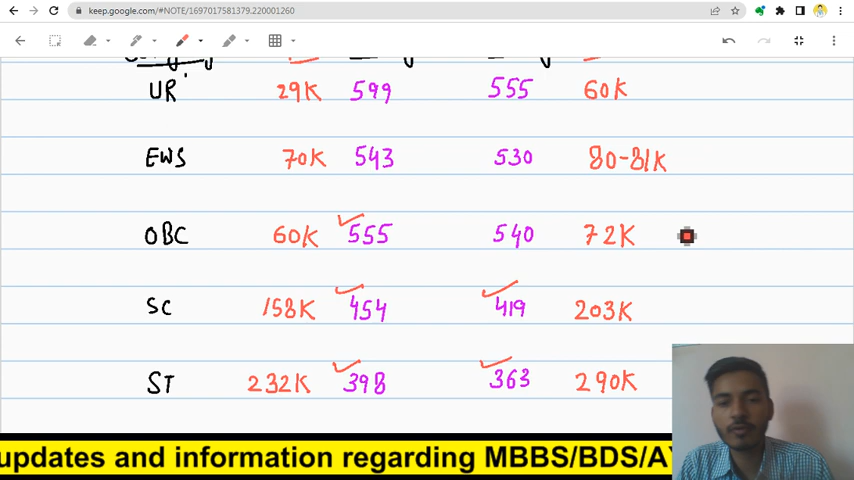 keep.google.com/#NOTE/1697017581379.220001260
UR 29K 599 555 60K
EWS 70K 543 530 80-81K
OBC 60K 555 540 72K
SC 158K 454 419 203K
ST 232K 398 363 290K
updates and information regarding MBBS/BDS/AY